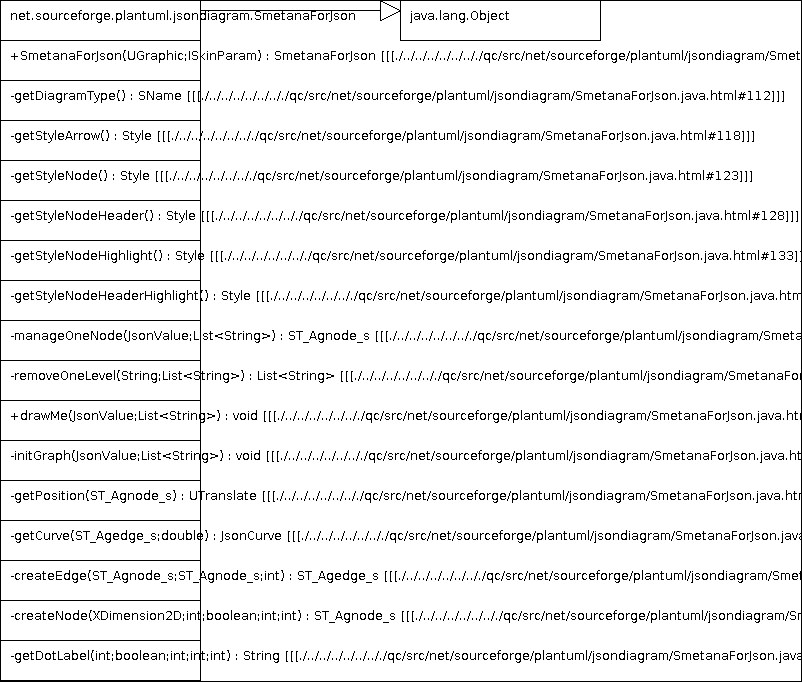 net.sourceforge.plantuml.jsondiagram.SmetanaForJson
java.lang.Object
+SmetanaForJson(UGraphic;ISkinParam) : SmetanaForJson [[[./../../../../../../qc/src/net/sourceforge/plantuml/jsondiagram/Smet
-getDiagramType() : SName [[[./../../../../../../qc/src/net/sourceforge/plantuml/jsondiagram/SmetanaForJson.java.html#112]]]
-getStyleArrow() : Style [[[./../../../../../../qc/src/net/sourceforge/plantuml/jsondiagram/SmetanaForJson.java.html#118]]]
-getStyleNode() : Style [[[./../../../../../../qc/src/net/sourceforge/plantuml/jsondiagram/SmetanaForJson.java.html#123]]]
-getStyleNodeHeader() : Style [[[./../../../../../../qc/src/net/sourceforge/plantuml/jsondiagram/SmetanaForJson.java.html#128]]]
-getStyleNodeHighlight() : Style [[[./../../../../../../qc/src/net/sourceforge/plantuml/jsondiagram/SmetanaForJson.java.html#133]]
-getStyleNodeHeaderHighlight() : Style [[[./../../../../../../qc/src/net/sourceforge/plantuml/jsondiagram/SmetanaForJson.java.htm
-manageOneNode(JsonValue;List<String>) : ST_Agnode_s [[[./../../../../../../qc/src/net/sourceforge/plantuml/jsondiagram/Smeta
-removeOneLevel(String;List<String>) : List<String> [[[./../../../../../../qc/src/net/sourceforge/plantuml/jsondiagram/SmetanaFo
+drawMe(JsonValue;List<String>) : void [[[./../../../../../../qc/src/net/sourceforge/plantuml/jsondiagram/SmetanaForJson.java.ht
-initGraph(JsonValue;List<String>) : void [[[./../../../../../../qc/src/net/sourceforge/plantuml/jsondiagram/SmetanaForJson.java.ht
-getPosition(ST_Agnode_s) : UTranslate [[[./../../../../../../qc/src/net/sourceforge/plantuml/jsondiagram/SmetanaForJson.java.htm
-getCurve(ST_Agedge_s;double) : JsonCurve [[[./../../../../../../qc/src/net/sourceforge/plantuml/jsondiagram/SmetanaForJson.java
-createEdge(ST_Agnode_s;ST_Agnode_s;int) : ST_Agedge_s [[[./../../../../../../qc/src/net/sourceforge/plantuml/jsondiagram/Smet
-createNode(XDimension2D;int;boolean;int;int) : ST_Agnode_s [[[./../../../../../../qc/src/net/sourceforge/plantuml/jsondiagram/Sm
-getDotLabel(int;boolean;int;int;int) : String [[[./../../../../../../qc/src/net/sourceforge/plantuml/jsondiagram/SmetanaForJson.java